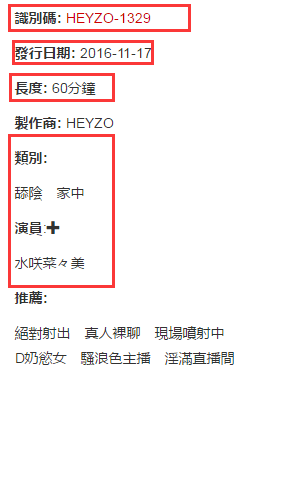 識別碼: HEYZO-1329
發行日期: 2016-11-17
長度: 60分鐘
製作商: HEYZO
類別:
舔陰 家中
演員:✚
水咲菜々美
推薦:
絕對射出 真人裸聊 現場噴射中
D奶慾女 騷浪色主播 淫滿直播間